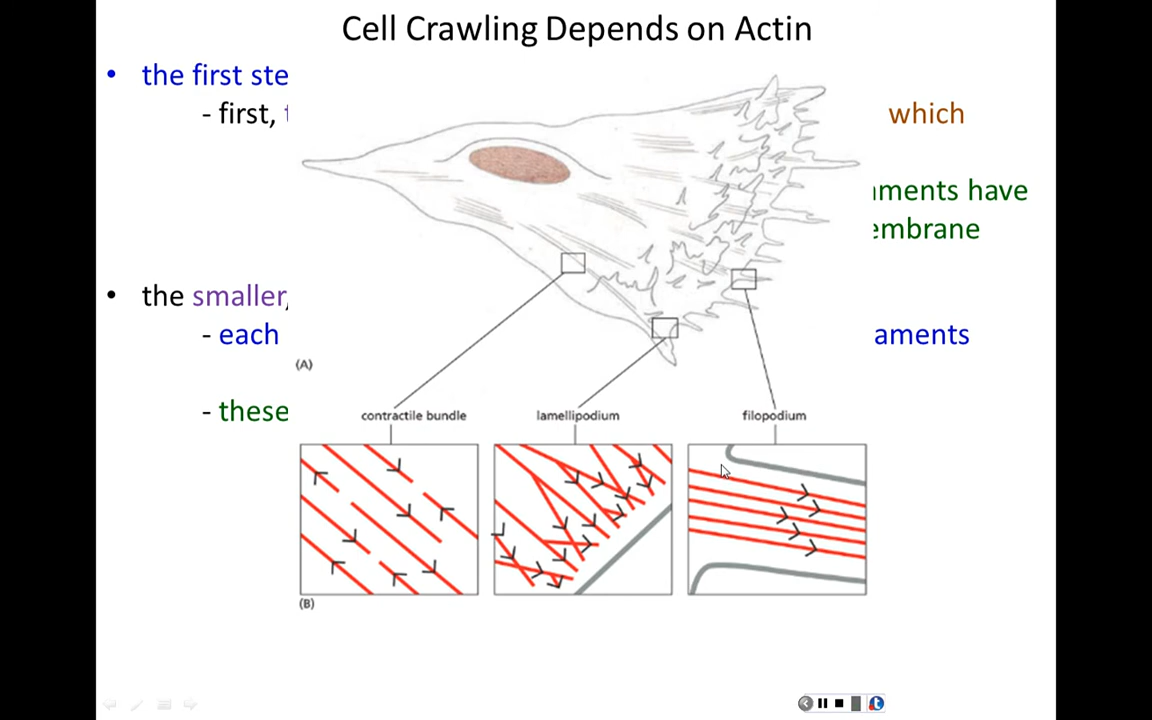 Cell Crawling Depends on Actin
• the first ste
- first, which
ments have
embrane
• the smaller,
- each aments
- these
(A)
contractile bundle lamellipodium filopodium
(B)